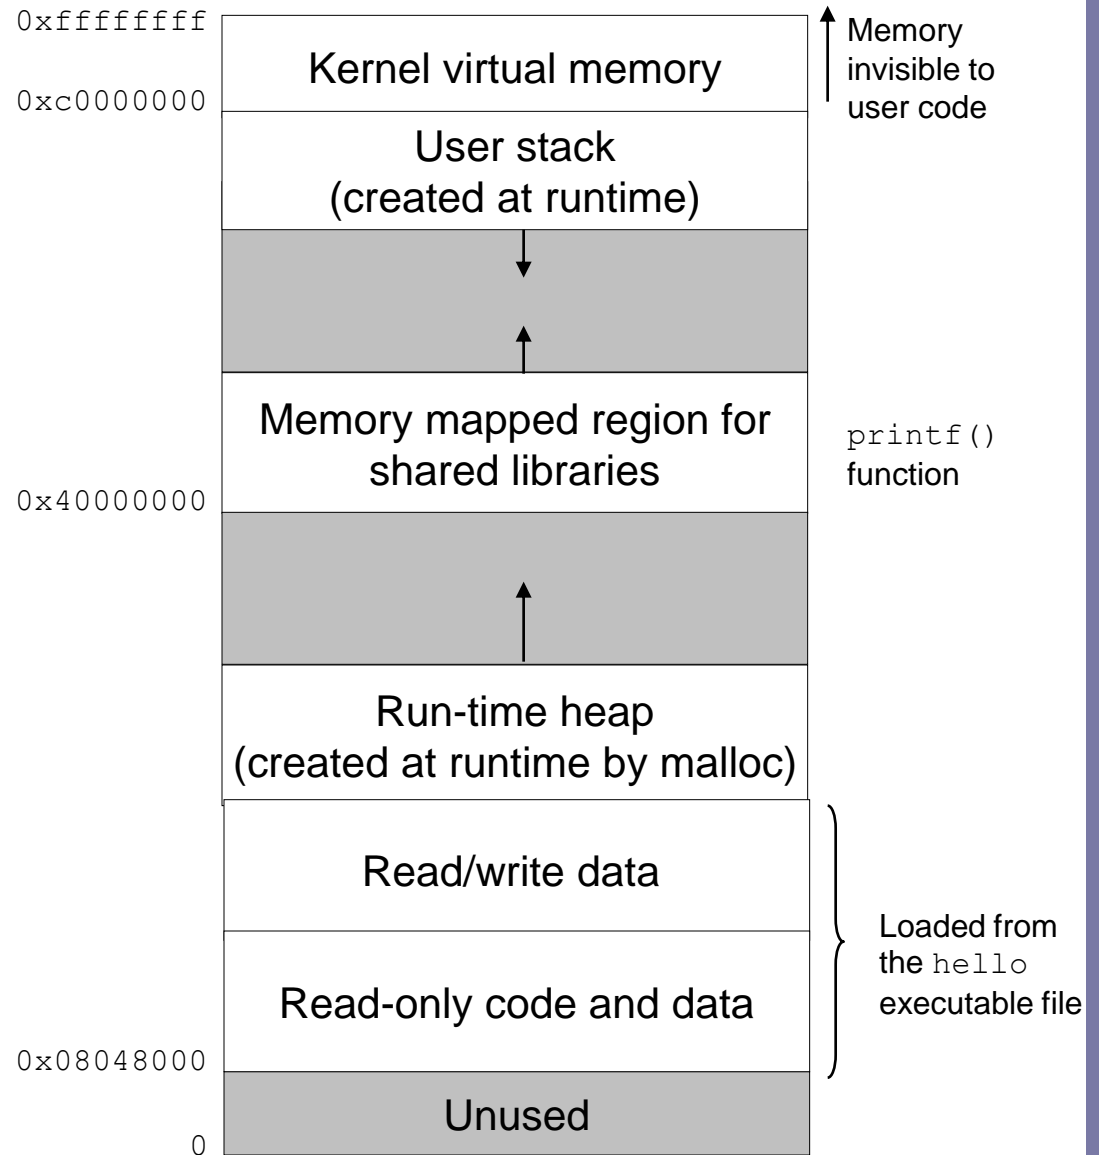 0xffffffff
Kernel virtual memory
Memory
invisible to
user code
0xc0000000
User stack
(created at runtime)
Memory mapped region for
shared libraries
printf()
function
0x40000000
Run-time heap
(created at runtime by malloc)
Read/write data
Loaded from
the hello
executable file
Read-only code and data
0x08048000
Unused
0